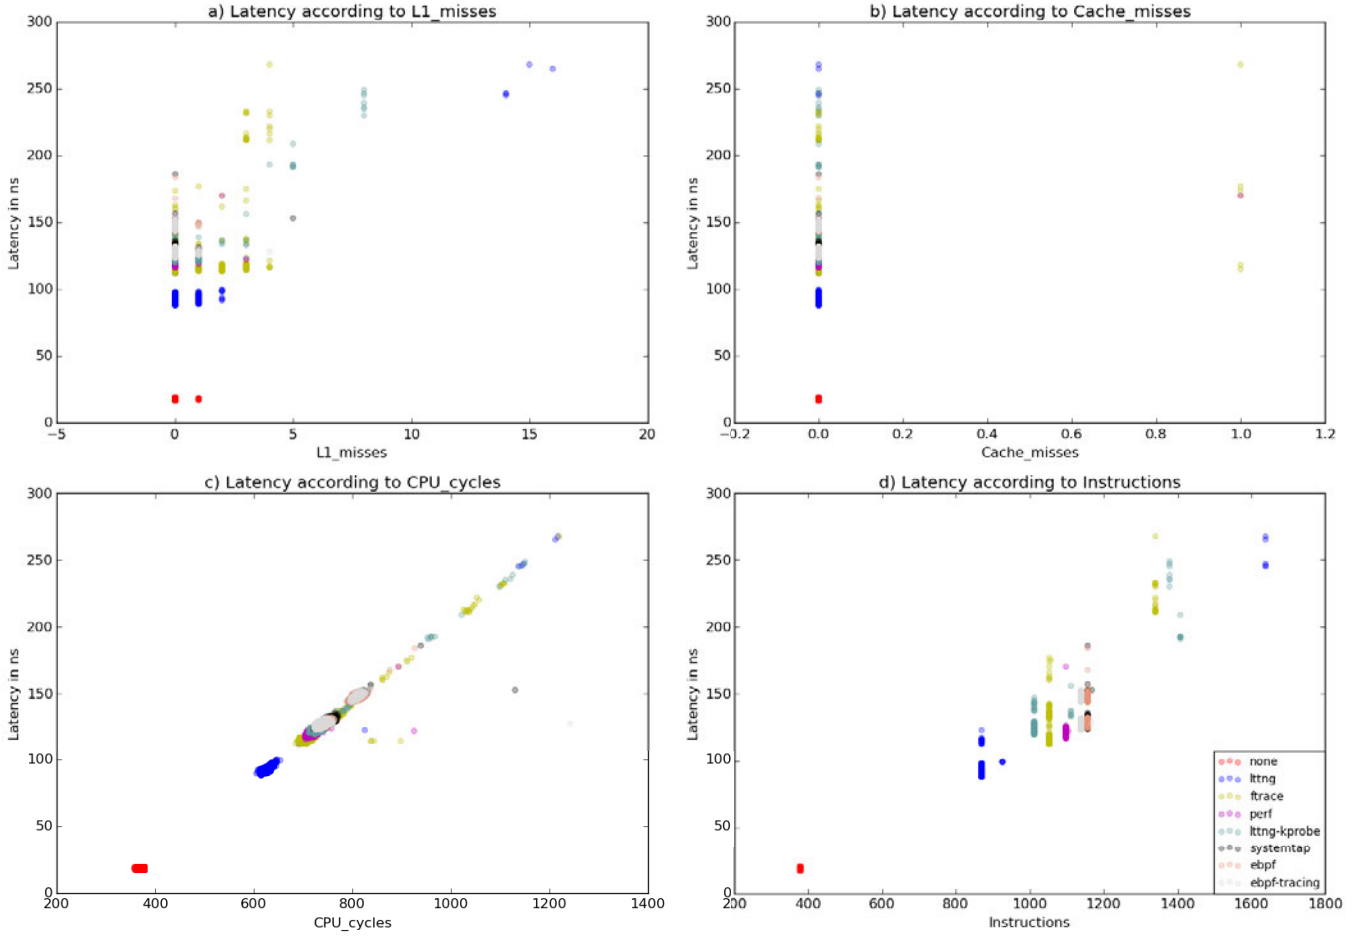 a) Latency according to L1_misses
300
250
200
150
100
50
0
Latency in ns
−5 0 5 10 15 20
L1_misses
b) Latency according to Cache_misses
300
250
200
150
100
50
0
Latency in ns
−0.2 0.0 0.2 0.4 0.6 0.8 1.0 1.2
Cache_misses
c) Latency according to CPU_cycles
300
250
200
150
100
50
0
Latency in ns
200 400 600 800 1000 1200 1400
CPU_cycles
d) Latency according to Instructions
300
250
200
150
100
50
0
Latency in ns
200 400 600 800 1000 1200 1400 1600 1800
Instructions
none
lttng
ftrace
perf
lttng-kprobe
systemtap
ebpf
ebpf-tracing